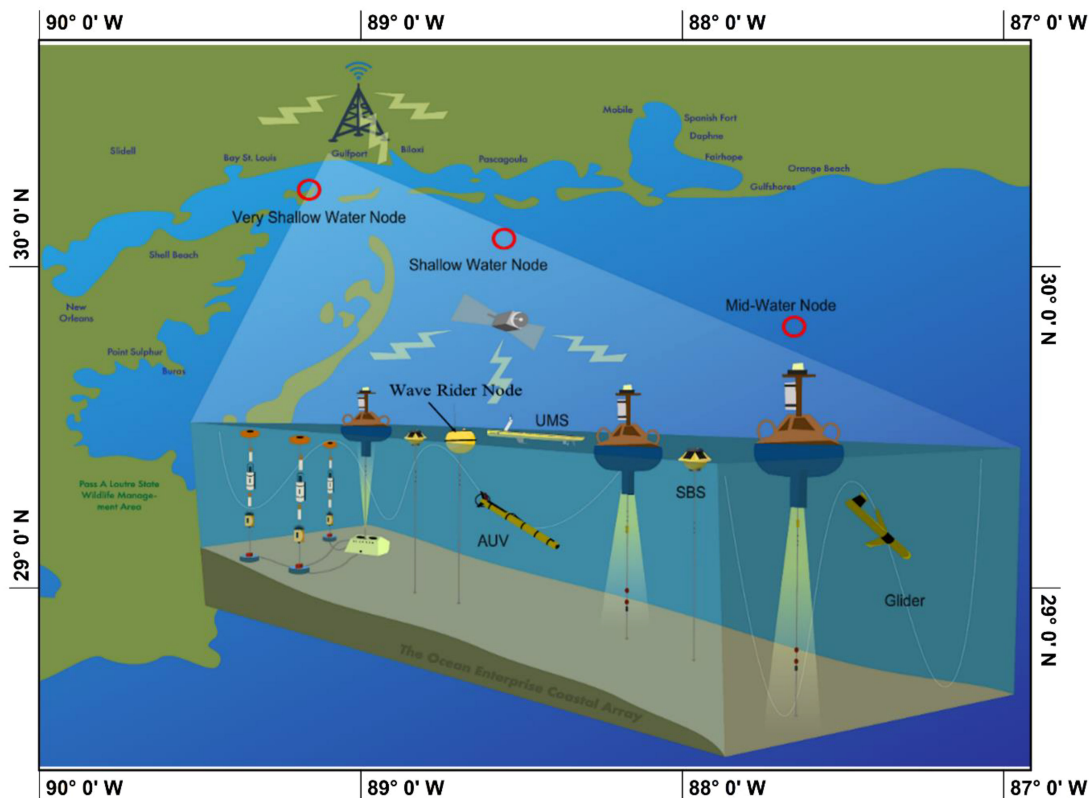 90° 0' W
89° 0' W
88° 0' W
87° 0' W
Mobile
Spanish Fort
Daphne
Fairhope
Orange Beach
Gulfshores
Slidell
Bay St. Louis
Gulfport
Biloxi
Pascagoula
Very Shallow Water Node
Shallow Water Node
Shell Beach
30° 0' N
30° 0' N
New
Orleans
Mid-Water Node
Point Sulphur
Buras
Wave Rider Node
UMS
Pass A Loutre State
Wildlife Manage-
ment Area
SBS
AUV
29° 0' N
29° 0' N
Glider
The Ocean Enterprise Coastal Array
90° 0' W
89° 0' W
88° 0' W
87° 0' W